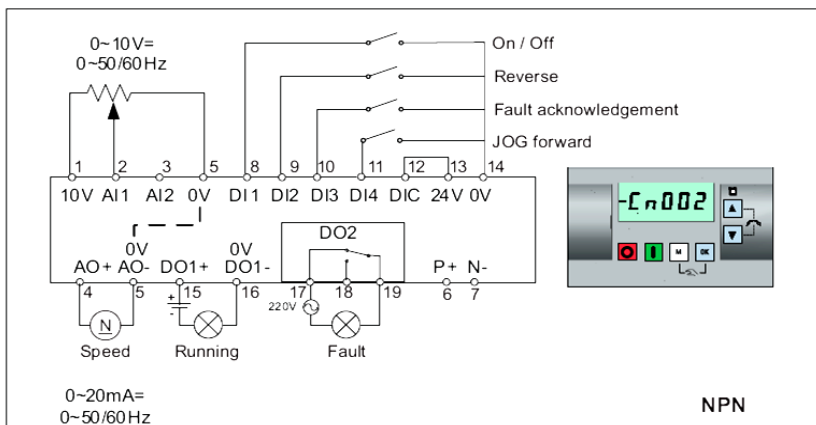 0~10V=
0~50/60Hz
On / Off
Reverse
Fault acknowledgement
JOG forward
1 2 3 5 8 9 10 11 12 13 14
10V AI1 AI2 0V DI1 DI2 DI3 DI4 DIC 24V 0V
-Cn002
M OK
0V 0V DO2
AO+ AO- DO1+ DO1- P+ N-
4 5 15 16 17 18 19 6 7
+
-
220V
N
Speed Running Fault
0~20mA=
0~50/60Hz
NPN